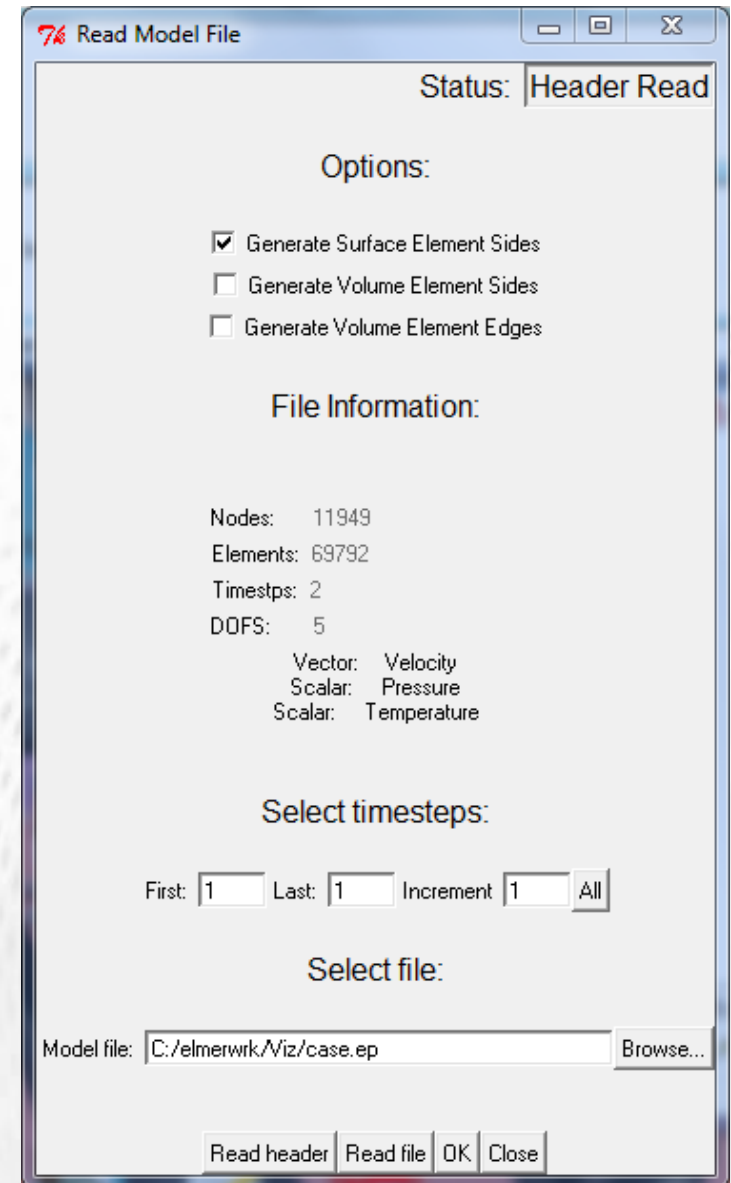 Read Model File
Status: Header Read
Options:
Generate Surface Element Sides
Generate Volume Element Sides
Generate Volume Element Edges
File Information:
Nodes: 11949
Elements: 69792
Timestps: 2
DOFS: 5
Vector: Velocity
Scalar: Pressure
Scalar: Temperature
Select timesteps:
First: 1 Last: 1 Increment 1 All
Select file:
Model file: C:/elmerwrk/Viz/case.ep Browse...
Read header Read file OK Close